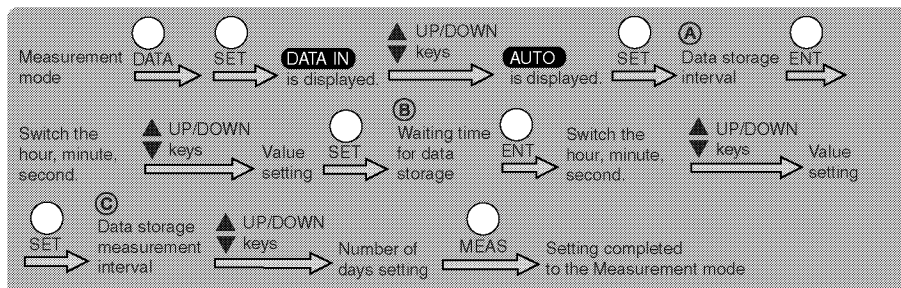 Measurement mode
DATA
SET
DATA IN
is displayed.
UP/DOWN keys
AUTO
is displayed.
SET
A
Data storage interval
ENT
Switch the hour, minute, second.
UP/DOWN keys
Value setting
SET
B
Waiting time for data storage
ENT
Switch the hour, minute, second.
UP/DOWN keys
Value setting
SET
C
Data storage measurement interval
UP/DOWN keys
Number of days setting
MEAS
Setting completed to the Measurement mode